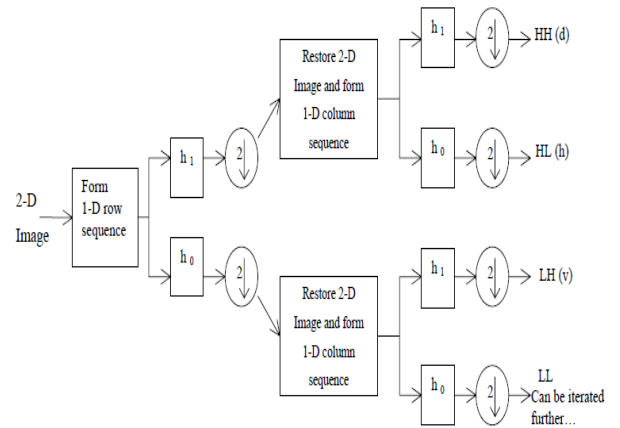 2-D
Image
Form
1-D row
sequence
h 1
2
h 0
2
Restore 2-D
Image and form
1-D column
sequence
h 1
2
HH (d)
h 0
2
HL (h)
Restore 2-D
Image and form
1-D column
sequence
h 1
2
LH (v)
h 0
2
LL
Can be iterated
further…